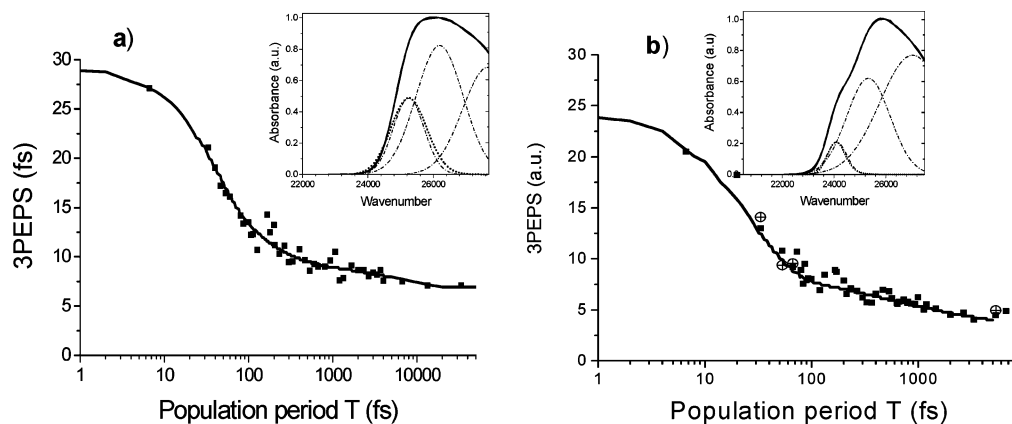 a)
3PEPS (fs)
30
25
20
15
10
5
0
1 10 100 1000 10000
Population period T (fs)
Absorbance (a.u.)
1.0
0.8
0.6
0.4
0.2
0.0
22000 24000 26000
Wavenumber
b)
3PEPS (a.u.)
30
25
20
15
10
5
0
1 10 100 1000
Population period T (fs)
Absorbance (a.u)
1.0
0.8
0.6
0.4
0.2
0.0
22000 24000 26000
Wavenumber